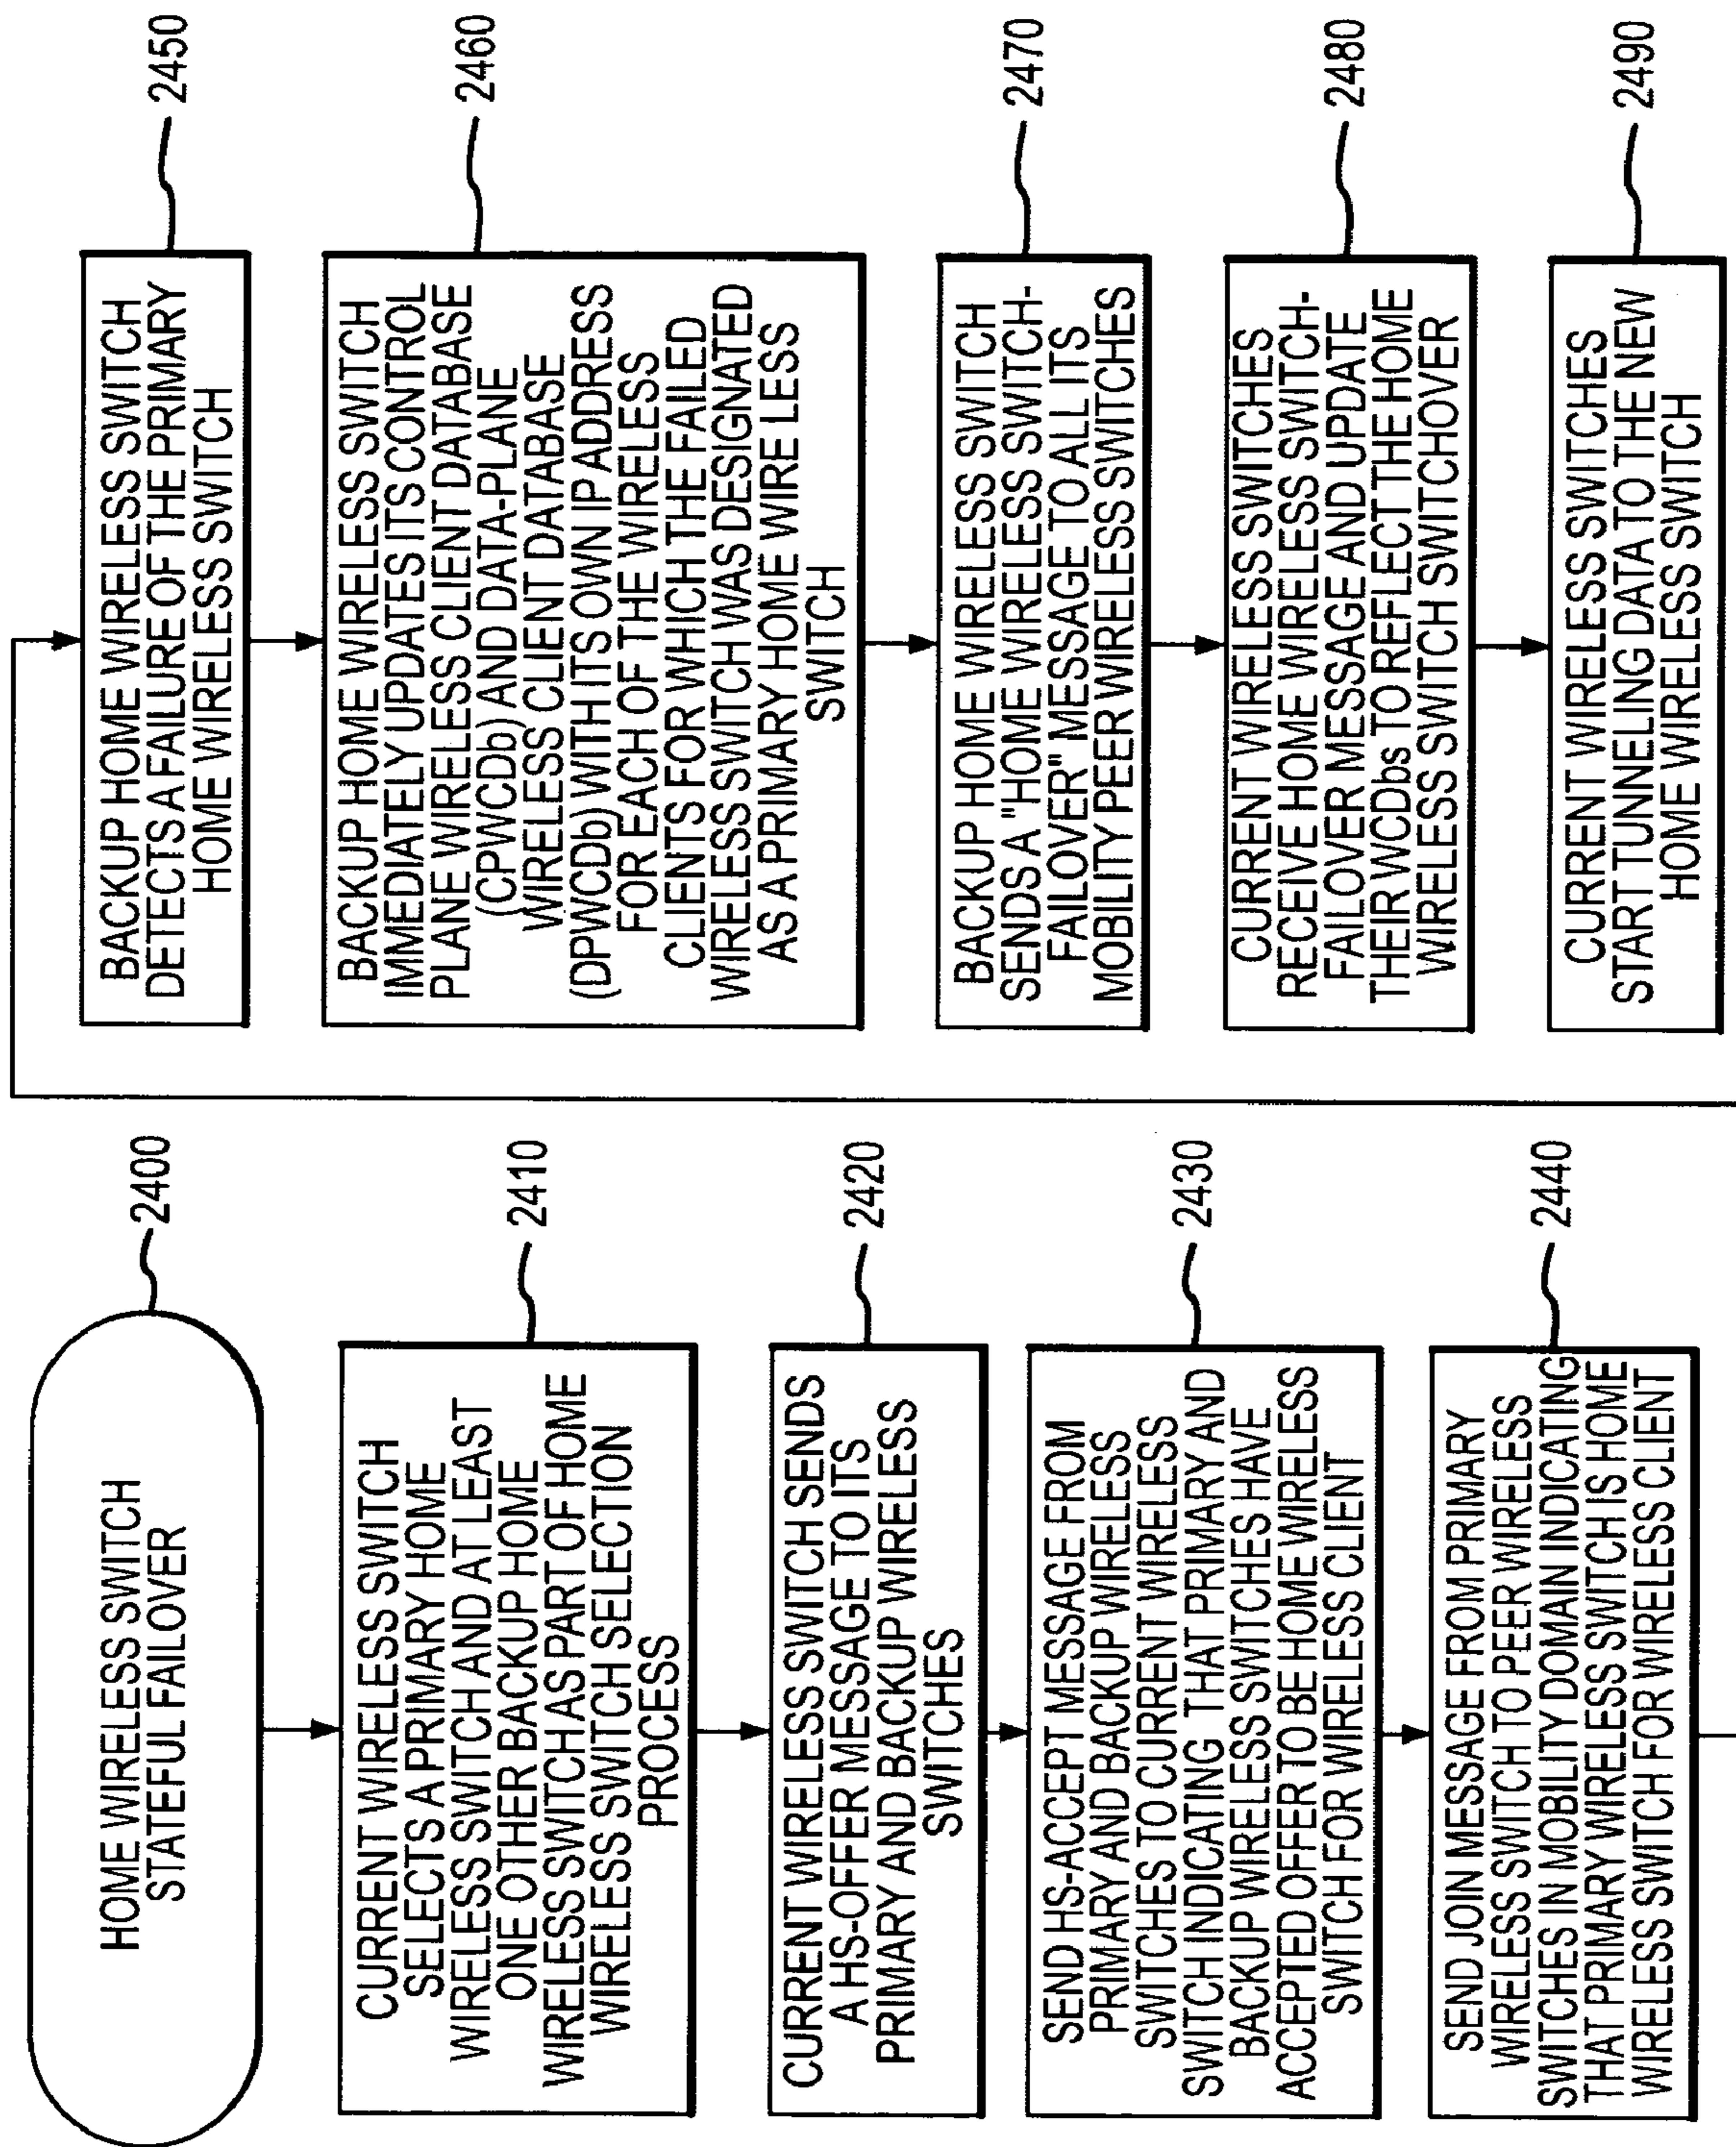 HOME WIRELESS SWITCH
STATEFUL FAILOVER
2400
CURRENT WIRELESS SWITCH
SELECTS A PRIMARY HOME
WIRELESS SWITCH AND AT LEAST
ONE OTHER BACKUP HOME
WIRELESS SWITCH AS PART OF HOME
WIRELESS SWITCH SELECTION
PROCESS
2410
CURRENT WIRELESS SWITCH SENDS
A HS-OFFER MESSAGE TO ITS
PRIMARY AND BACKUP WIRELESS
SWITCHES
2420
SEND HS-ACCEPT MESSAGE FROM
PRIMARY AND BACKUP WIRELESS
SWITCHES TO CURRENT WIRELESS
SWITCH INDICATING THAT PRIMARY AND
BACKUP WIRELESS SWITCHES HAVE
ACCEPTED OFFER TO BE HOME WIRELESS
SWITCH FOR WIRELESS CLIENT
2430
SEND JOIN MESSAGE FROM PRIMARY
WIRELESS SWITCH TO PEER WIRELESS
SWITCHES IN MOBILITY DOMAIN INDICATING
THAT PRIMARY WIRELESS SWITCH IS HOME
WIRELESS SWITCH FOR WIRELESS CLIENT
2440
BACKUP HOME WIRELESS SWITCH
DETECTS A FAILURE OF THE PRIMARY
HOME WIRELESS SWITCH
2450
BACKUP HOME WIRELESS SWITCH
IMMEDIATELY UPDATES ITS CONTROL
PLANE WIRELESS CLIENT DATABASE
(CPWCDb) AND DATA-PLANE
WIRELESS CLIENT DATABASE
(DPWCDb) WITH ITS OWN IP ADDRESS
FOR EACH OF THE WIRELESS
CLIENTS FOR WHICH THE FAILED
WIRELESS SWITCH WAS DESIGNATED
AS A PRIMARY HOME WIRE LESS
SWITCH
2460
BACKUP HOME WIRELESS SWITCH
SENDS A "HOME WIRELESS SWITCH-
FAILOVER" MESSAGE TO ALL ITS
MOBILITY PEER WIRELESS SWITCHES
2470
CURRENT WIRELESS SWITCHES
RECEIVE HOME WIRELESS SWITCH-
FAILOVER MESSAGE AND UPDATE
THEIR WCDbs TO REFLECT THE HOME
WIRELESS SWITCH SWITCHOVER
2480
CURRENT WIRELESS SWITCHES
START TUNNELING DATA TO THE NEW
HOME WIRELESS SWITCH
2490